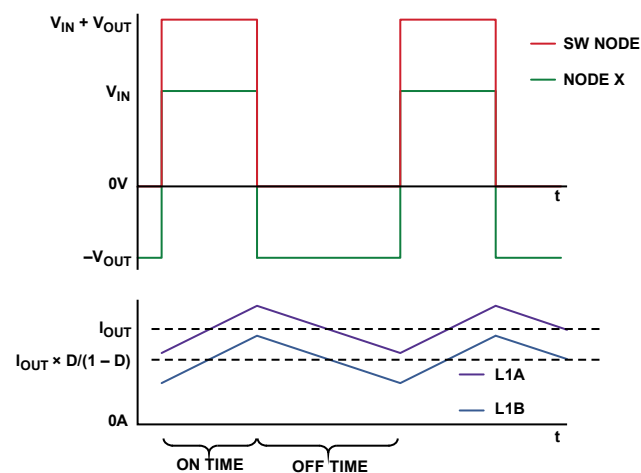 VIN + VOUT
SW NODE
NODE X
VIN
0V
t
–VOUT
IOUT
IOUT × D/(1 – D)
L1A
L1B
0A
t
ON TIME
OFF TIME